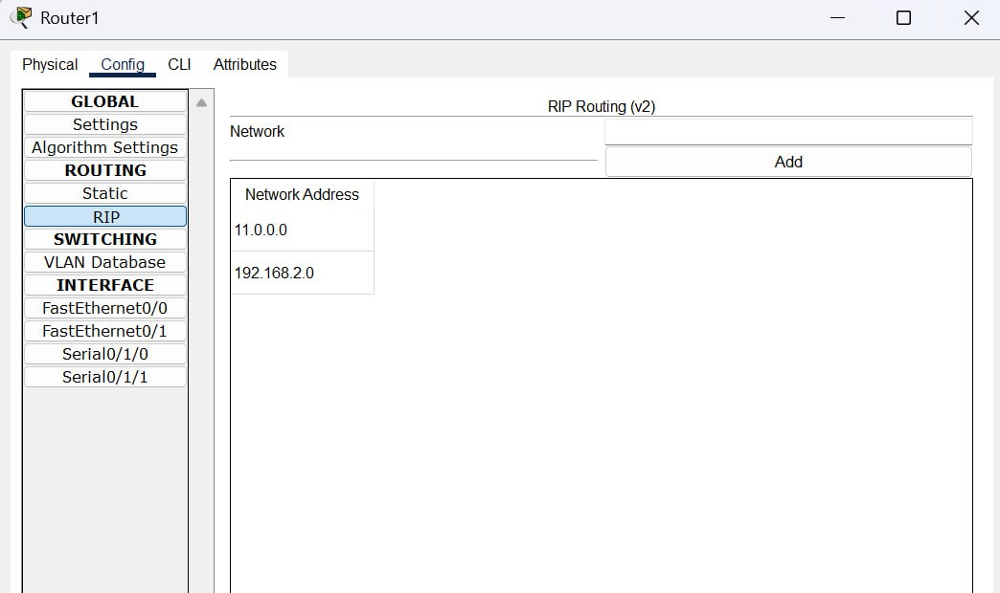 Router1
Physical Config CLI Attributes
GLOBAL
Settings
Algorithm Settings
ROUTING
Static
RIP
SWITCHING
VLAN Database
INTERFACE
FastEthernet0/0
FastEthernet0/1
Serial0/1/0
Serial0/1/1
RIP Routing (v2)
Network
Add
Network Address
11.0.0.0
192.168.2.0